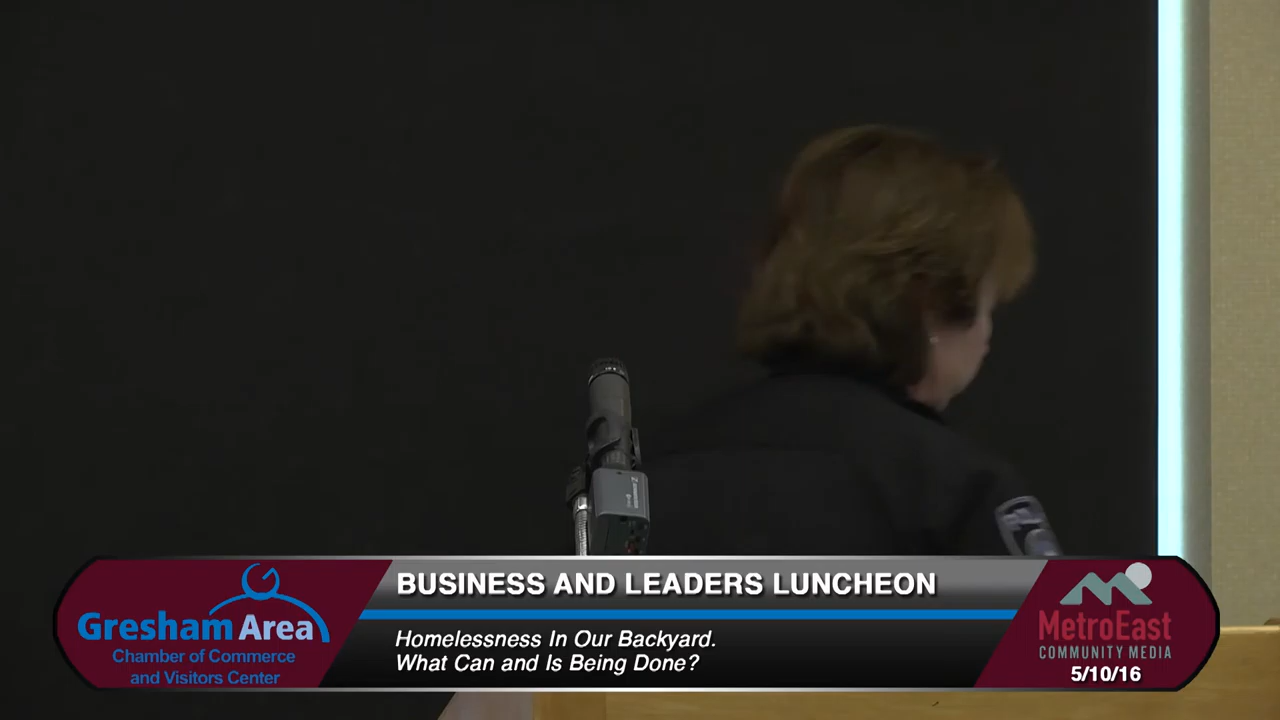 BUSINESS AND LEADERS LUNCHEON
Gresham Area
Chamber of Commerce
and Visitors Center
Homelessness In Our Backyard.
What Can and Is Being Done?
MetroEast
COMMUNITY MEDIA
5/10/16